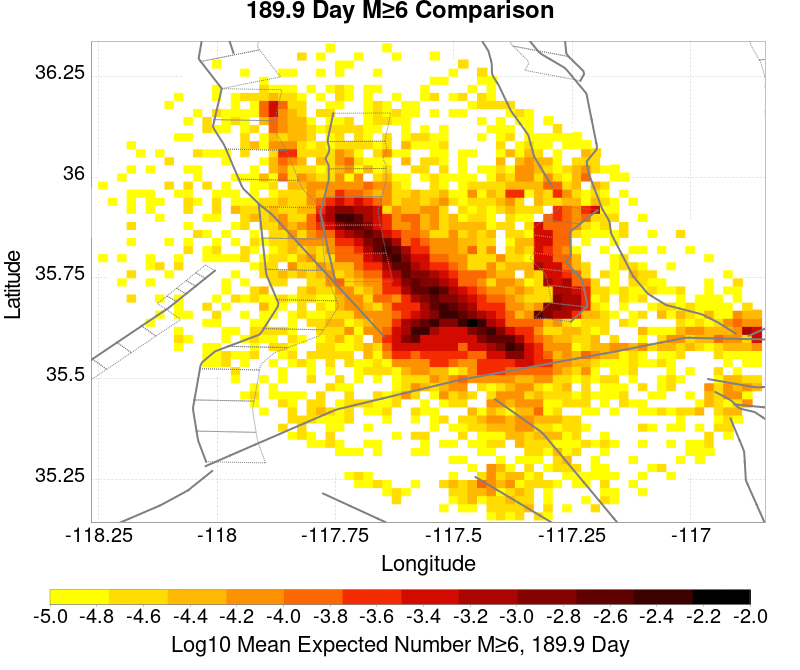 189.9 Day M≥6 Comparison
36.25
36
35.75
35.5
35.25
Latitude
-118.25 -118 -117.75 -117.5 -117.25 -117
Longitude
-5.0 -4.8 -4.6 -4.4 -4.2 -4.0 -3.8 -3.6 -3.4 -3.2 -3.0 -2.8 -2.6 -2.4 -2.2 -2.0
Log10 Mean Expected Number M≥6, 189.9 Day